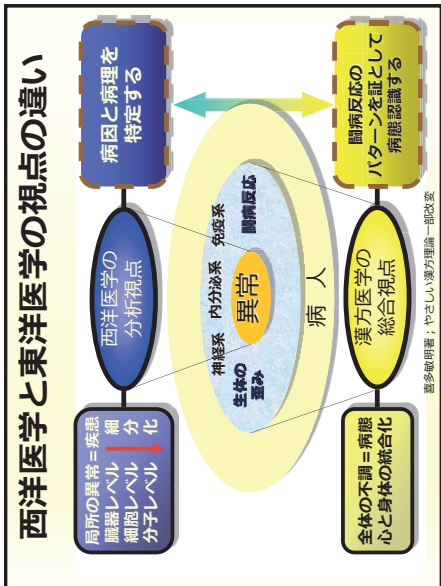 西洋医学と東洋医学の視点の違い
局所の異常＝疾患
臓器レベル
細胞レベル
分子レベル
細
分
化
西洋医学の
分析視点
病因と病理を
特定する
神経系 内分泌系 免疫系
生体の
歪み
異常
闘病反応
病人
全体の不調＝病態
心と身体の統合化
漢方医学の
総合視点
闘病反応の
パターンを証として
病態認識する
喜多敏明著；やさしい漢方理論一部改変